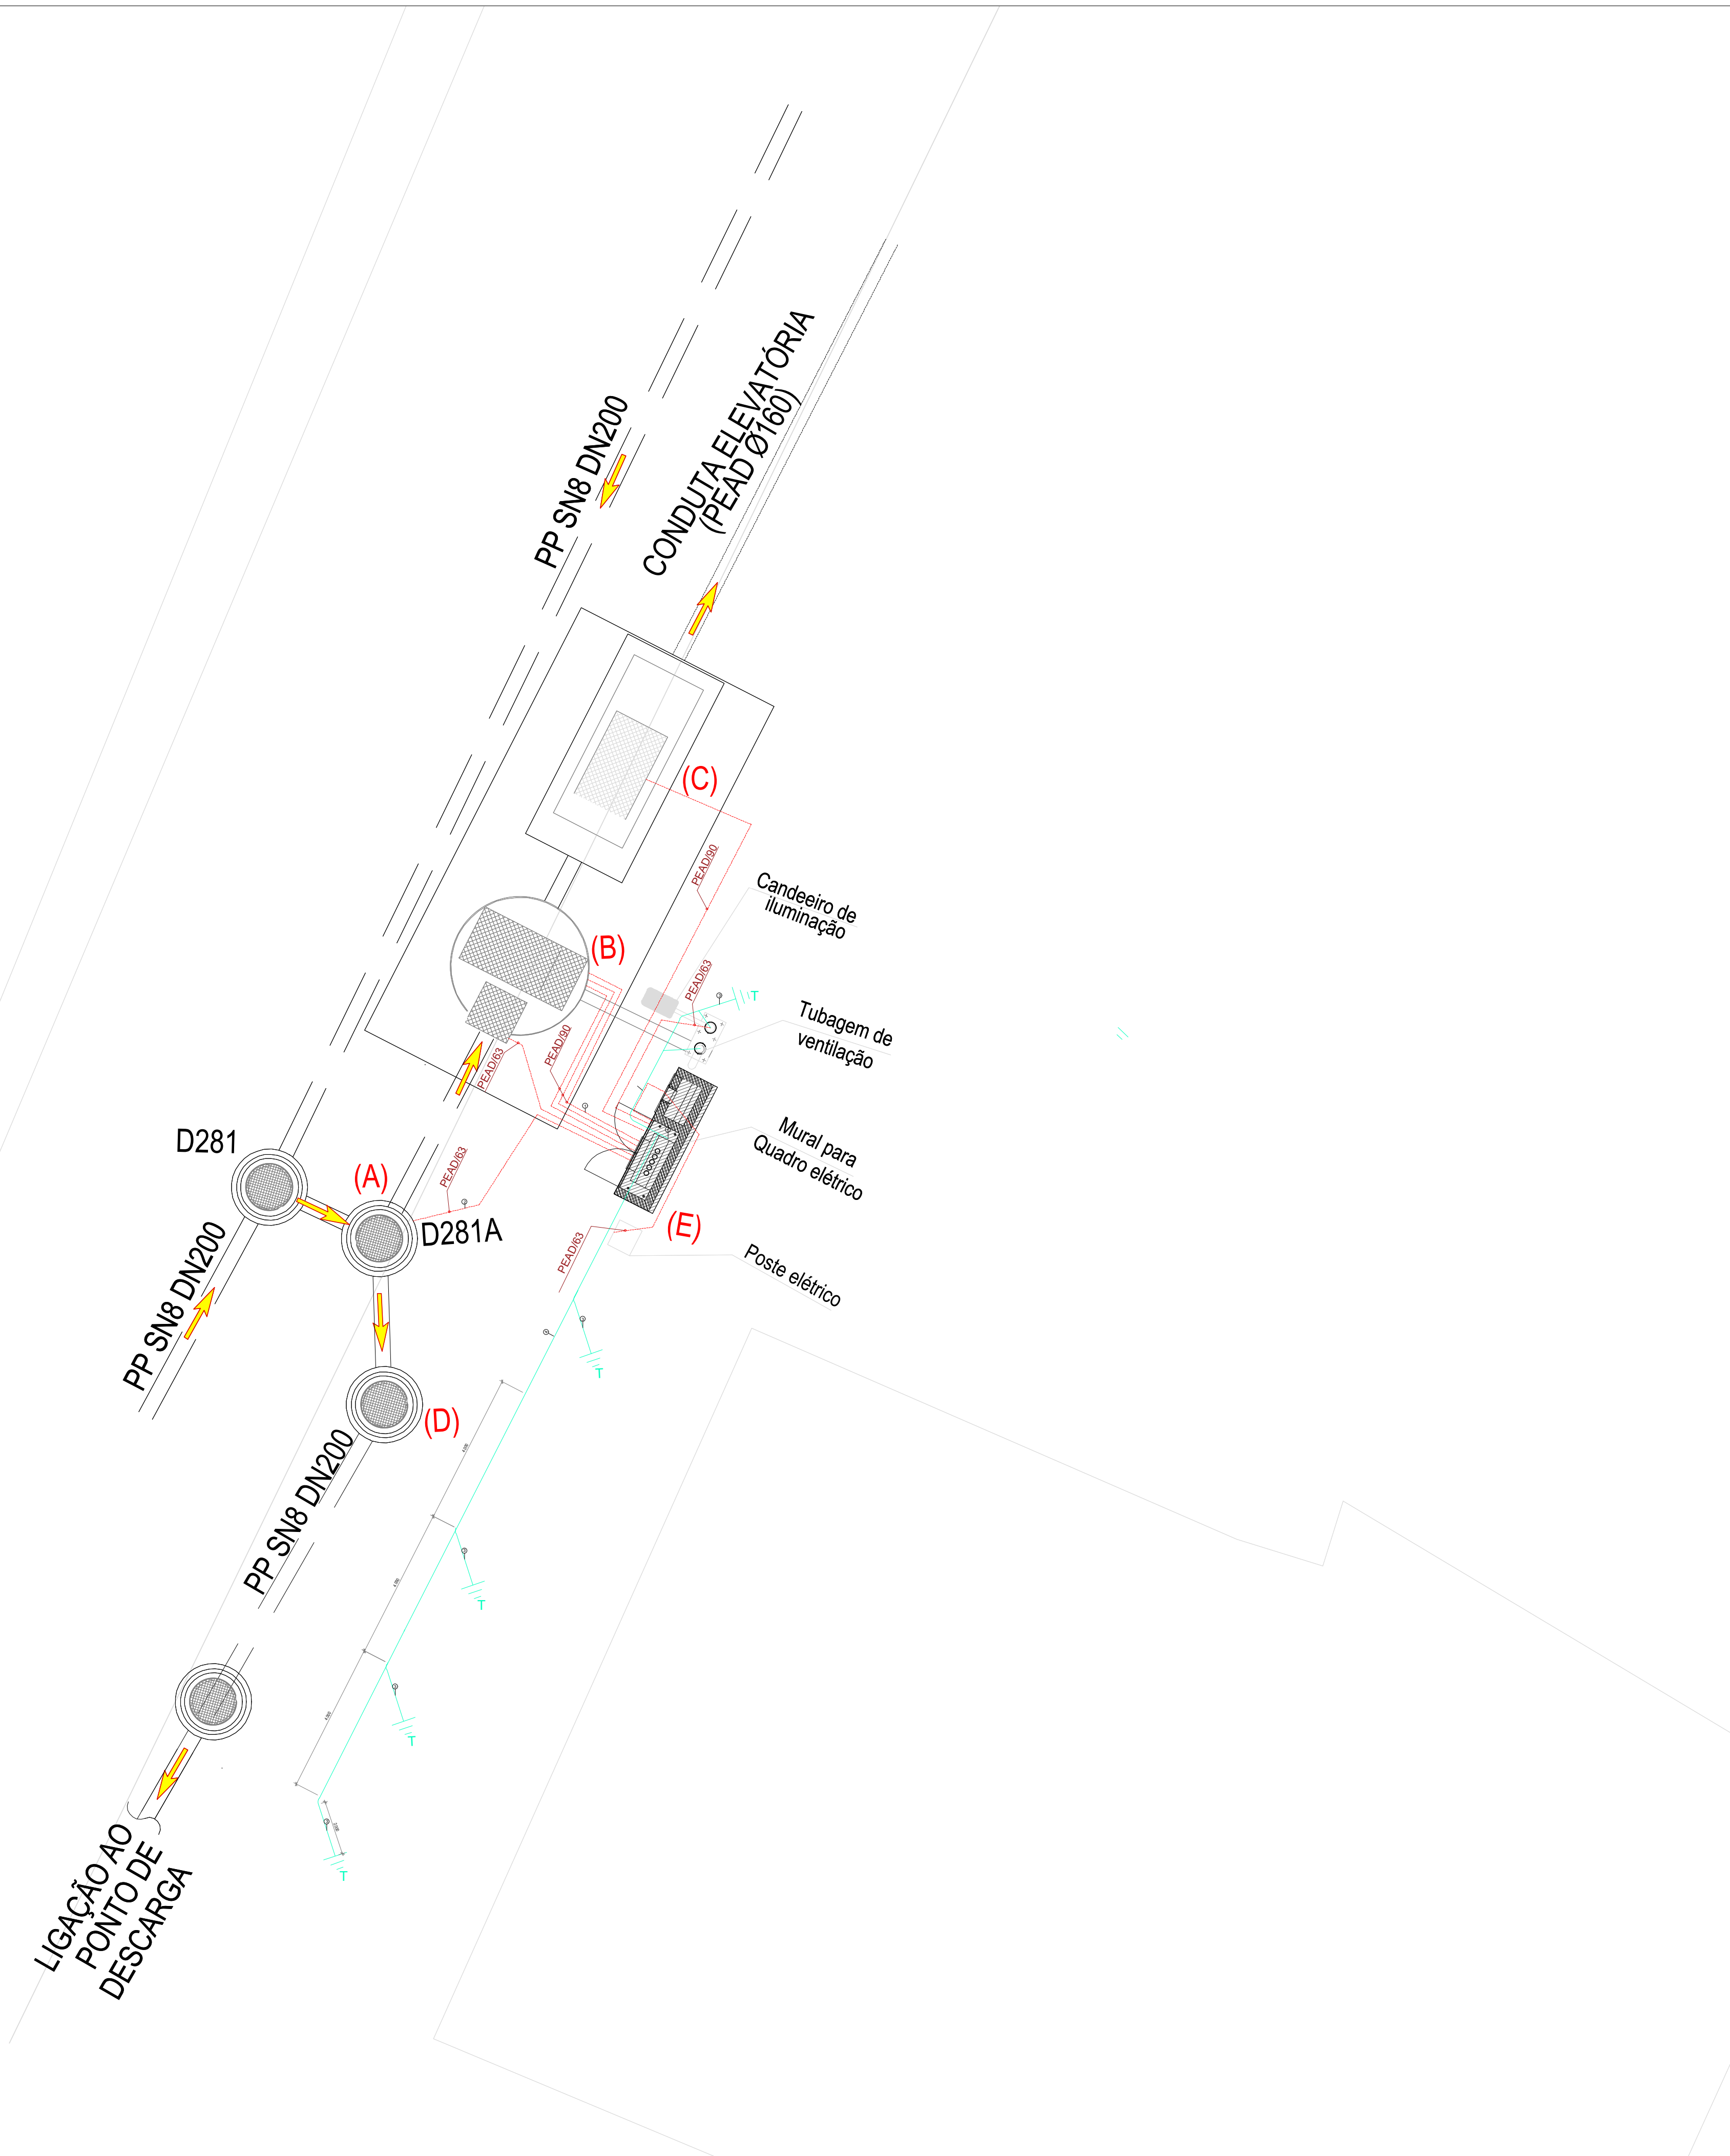 PP SN8 DN200
CONDUTA ELEVATÓRIA
(PEAD Ø160)
(C)
PEAD/90
Candeeiro de
iluminação
(B)
PEAD/63
T
Tubagem de
ventilação
PEAD/90
PEAD/63
Mural para
Quadro elétrico
D281
(A)
PEAD/63
D281A
(E)
PEAD/63
Poste elétrico
PP SN8 DN200
T
(D)
PP SN8 DN200
T
T
T
LIGAÇÃO AO
PONTO DE
DESCARGA